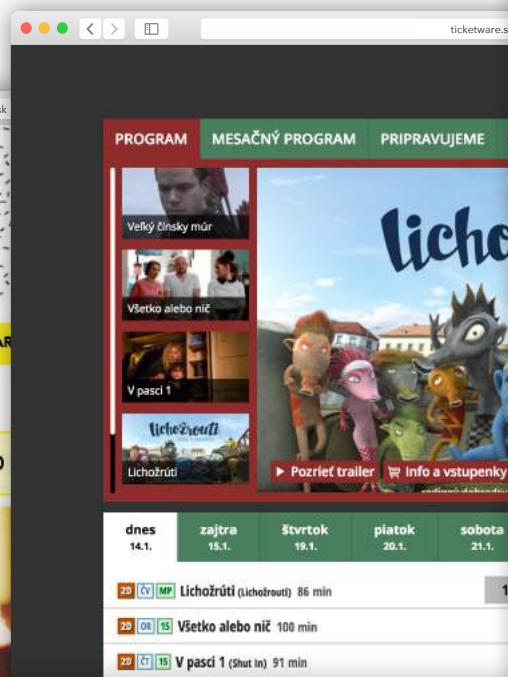 ticketware.s
sk
PROGRAM MESAČNÝ PROGRAM PRIPRAVUJEME
Veľký čínsky múr
Všetko alebo nič
V pasci 1
lichožrouti
Lichožrúti
licho
Pozrieť trailer Info a vstupenky
dnes zajtra štvrtok piatok sobota
14.1. 15.1. 19.1. 20.1. 21.1.
2D ČV MP Lichožrúti (Lichožrouti) 86 min 1
2D OR 15 Všetko alebo nič 100 min
2D ČT 15 V pasci 1 (Shut In) 91 min